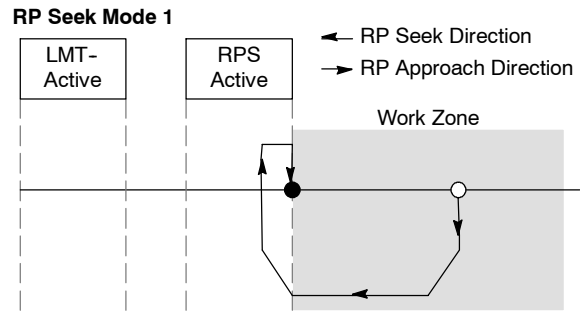 RP Seek Mode 1
LMT-
Active
RPS
Active
RP Seek Direction
RP Approach Direction
Work Zone